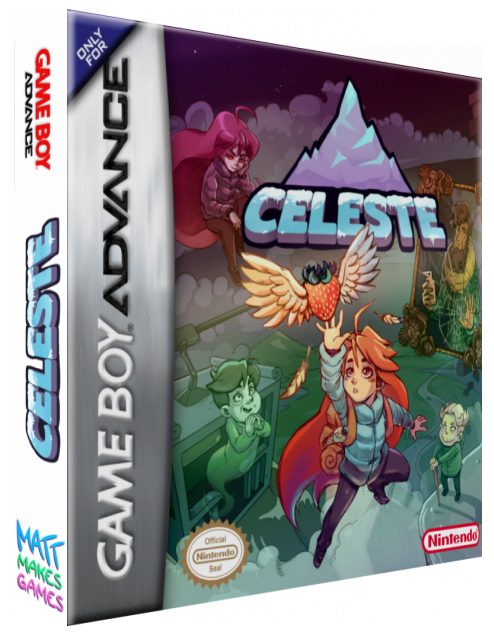 GAME BOY
ADVANCE
CELESTE
MATT
MAKES
GAMES
ONLY
FOR
GAME BOY ADVANCE
CELESTE
Official
Nintendo
Seal
Nintendo